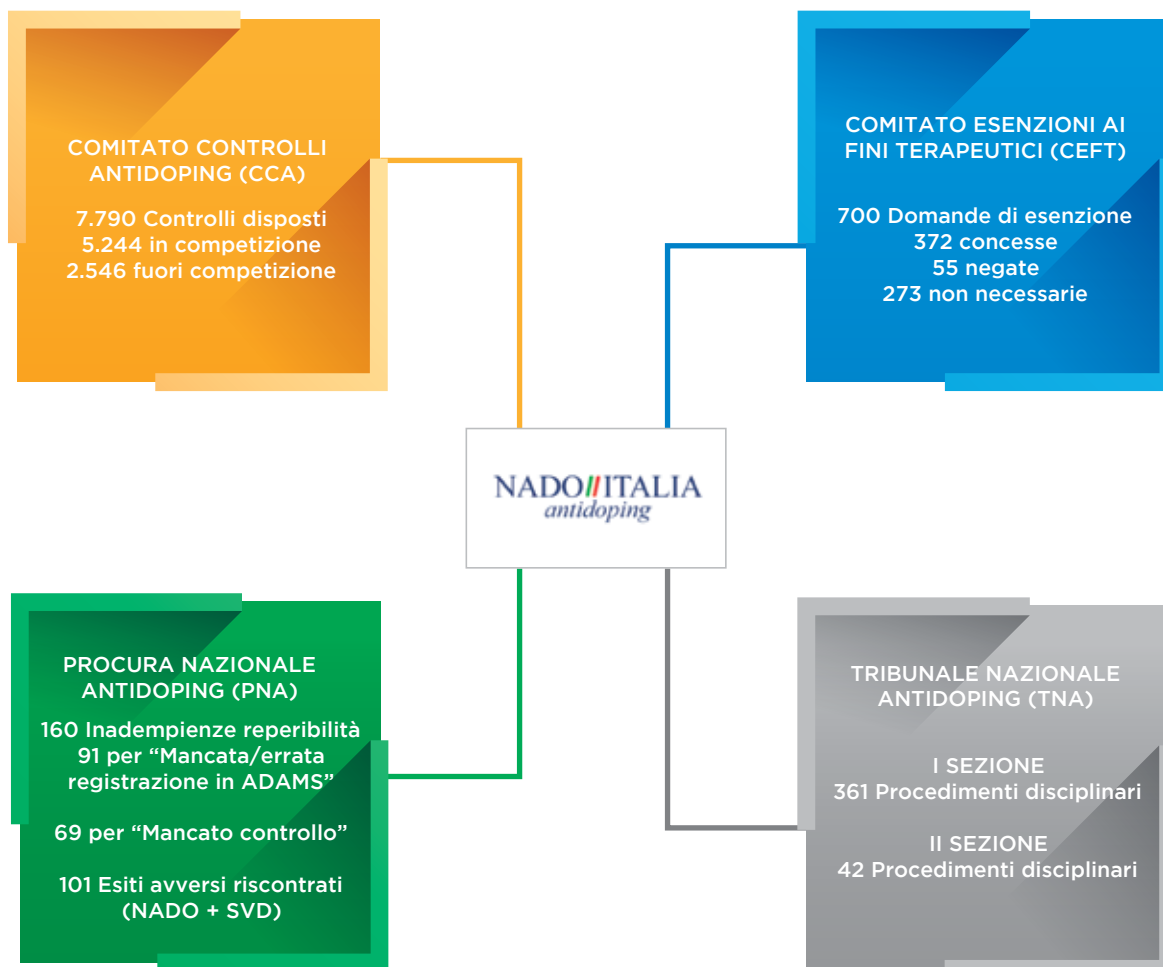 COMITATO CONTROLLI
ANTIDOPING (CCA)
7.790 Controlli disposti
5.244 in competizione
2.546 fuori competizione
COMITATO ESENZIONI AI
FINI TERAPEUTICI (CEFT)
700 Domande di esenzione
372 concesse
55 negate
273 non necessarie
NADO//ITALIA
antidoping
PROCURA NAZIONALE
ANTIDOPING (PNA)
160 Inadempienze reperibilità
91 per “Mancata/errata
registrazione in ADAMS”
69 per “Mancato controllo”
101 Esiti avversi riscontrati
(NADO + SVD)
TRIBUNALE NAZIONALE
ANTIDOPING (TNA)
I SEZIONE
361 Procedimenti disciplinari
II SEZIONE
42 Procedimenti disciplinari